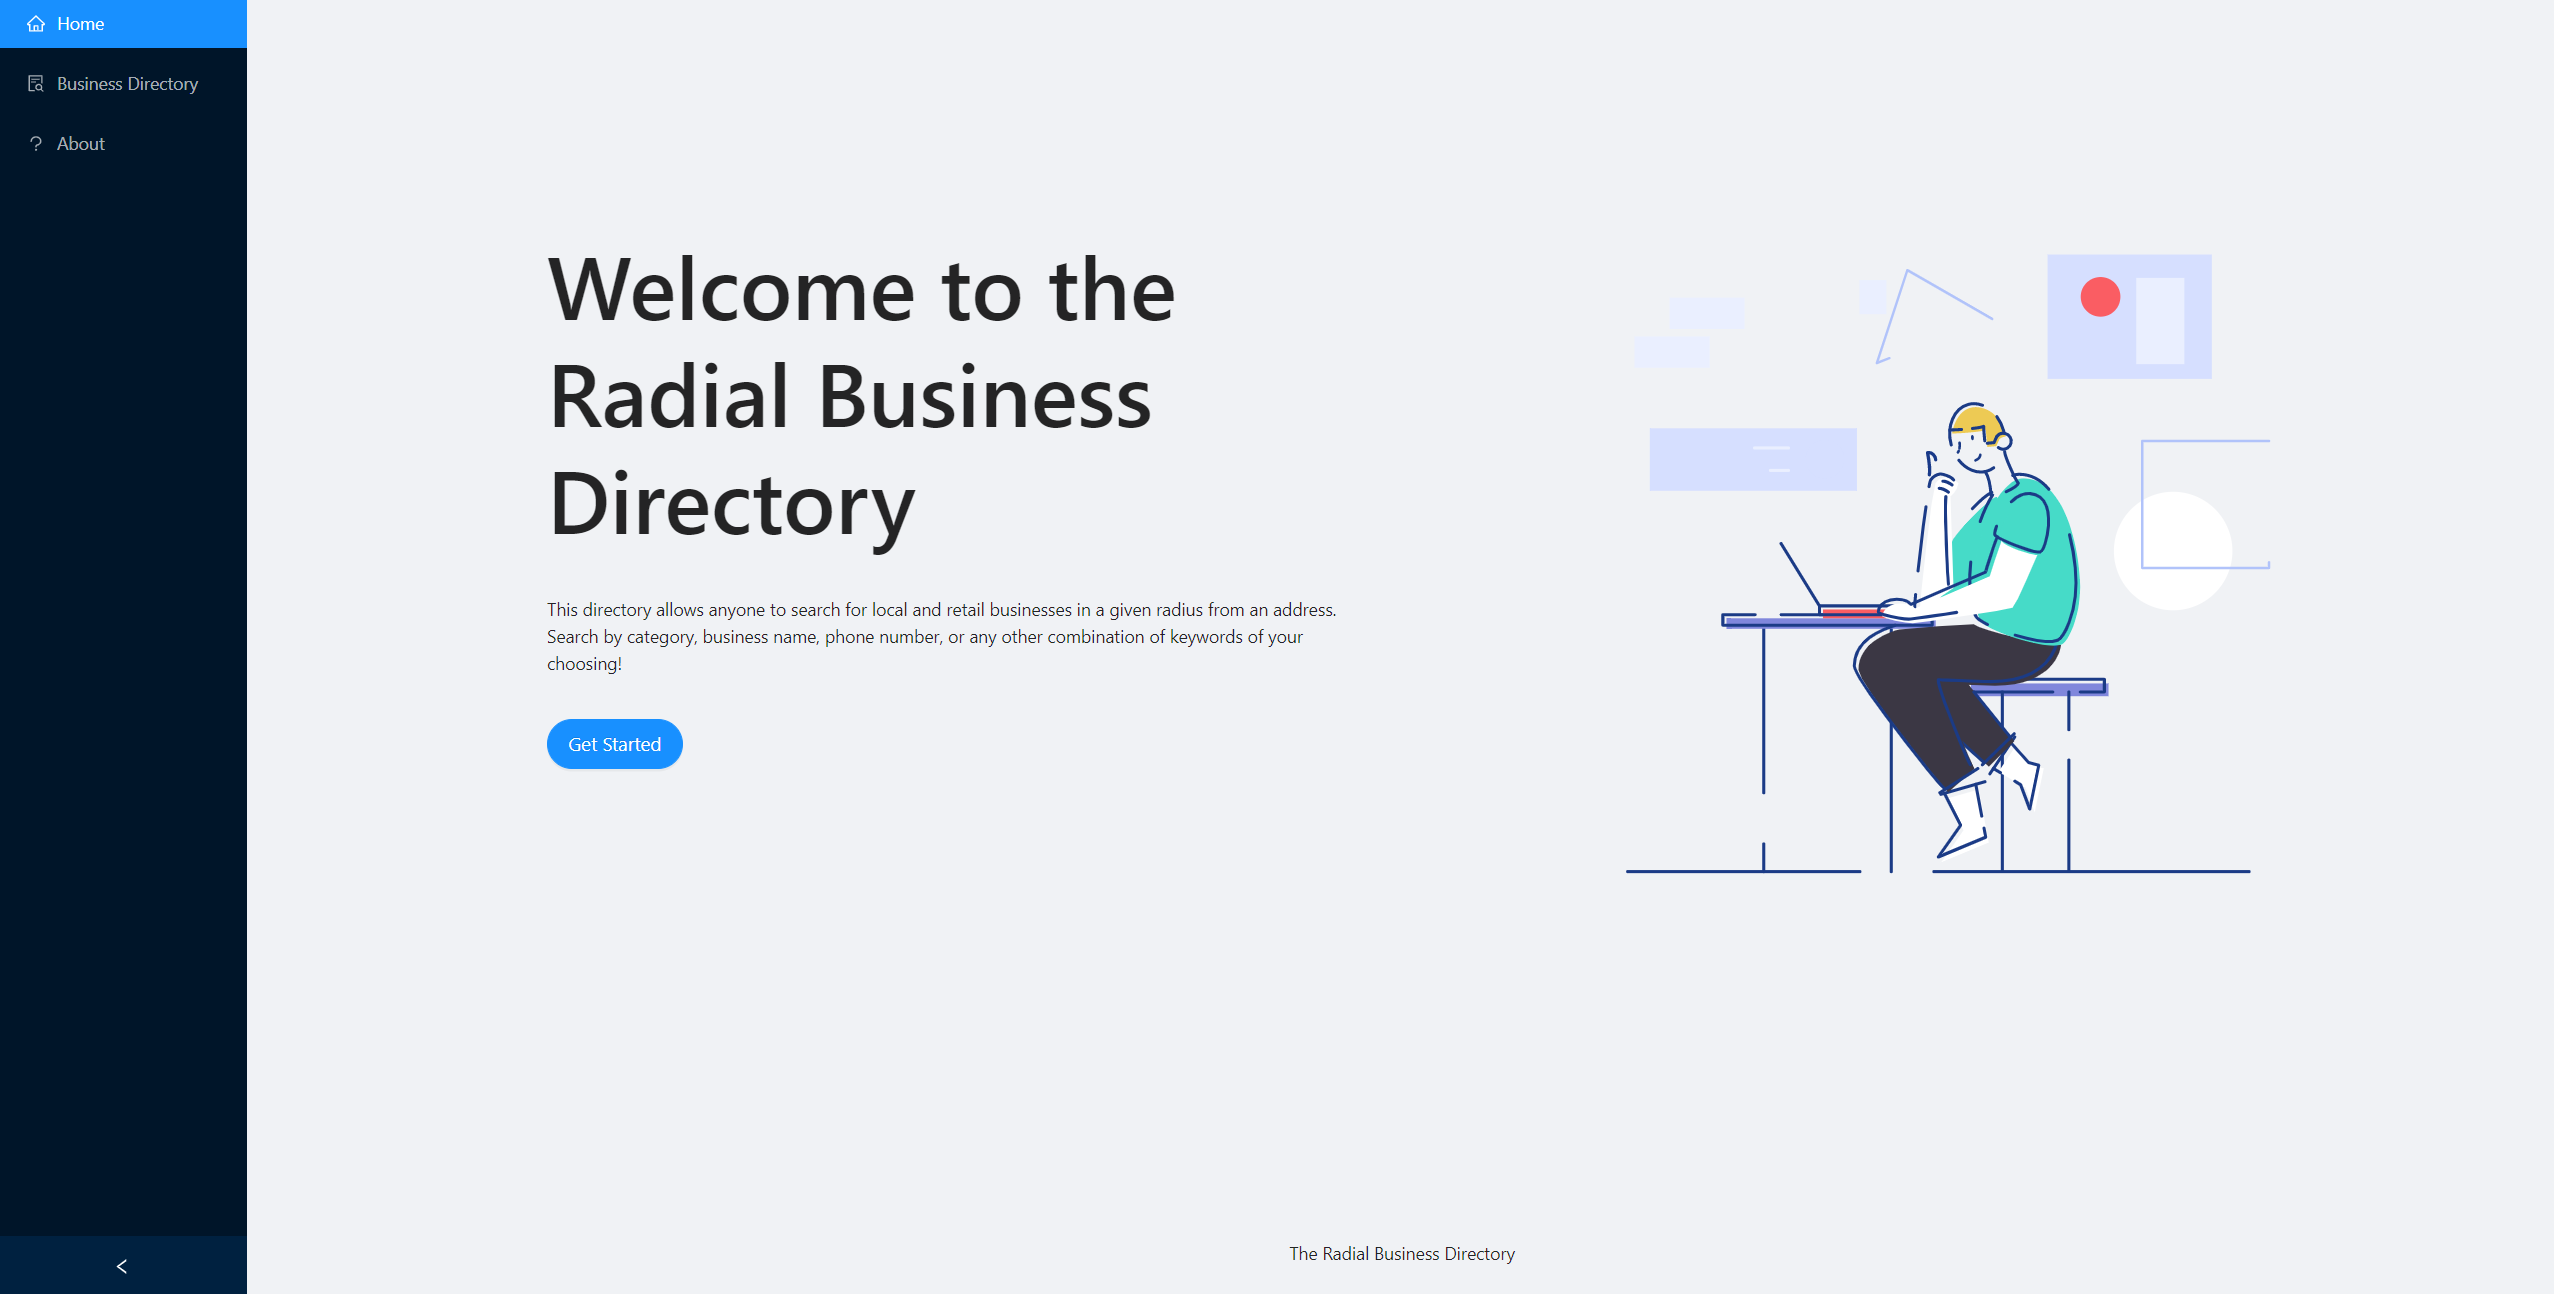 Home
Business Directory
About
Welcome to the
Radial Business
Directory
This directory allows anyone to search for local and retail businesses in a given radius from an address.
Search by category, business name, phone number, or any other combination of keywords of your
choosing!
Get Started
The Radial Business Directory